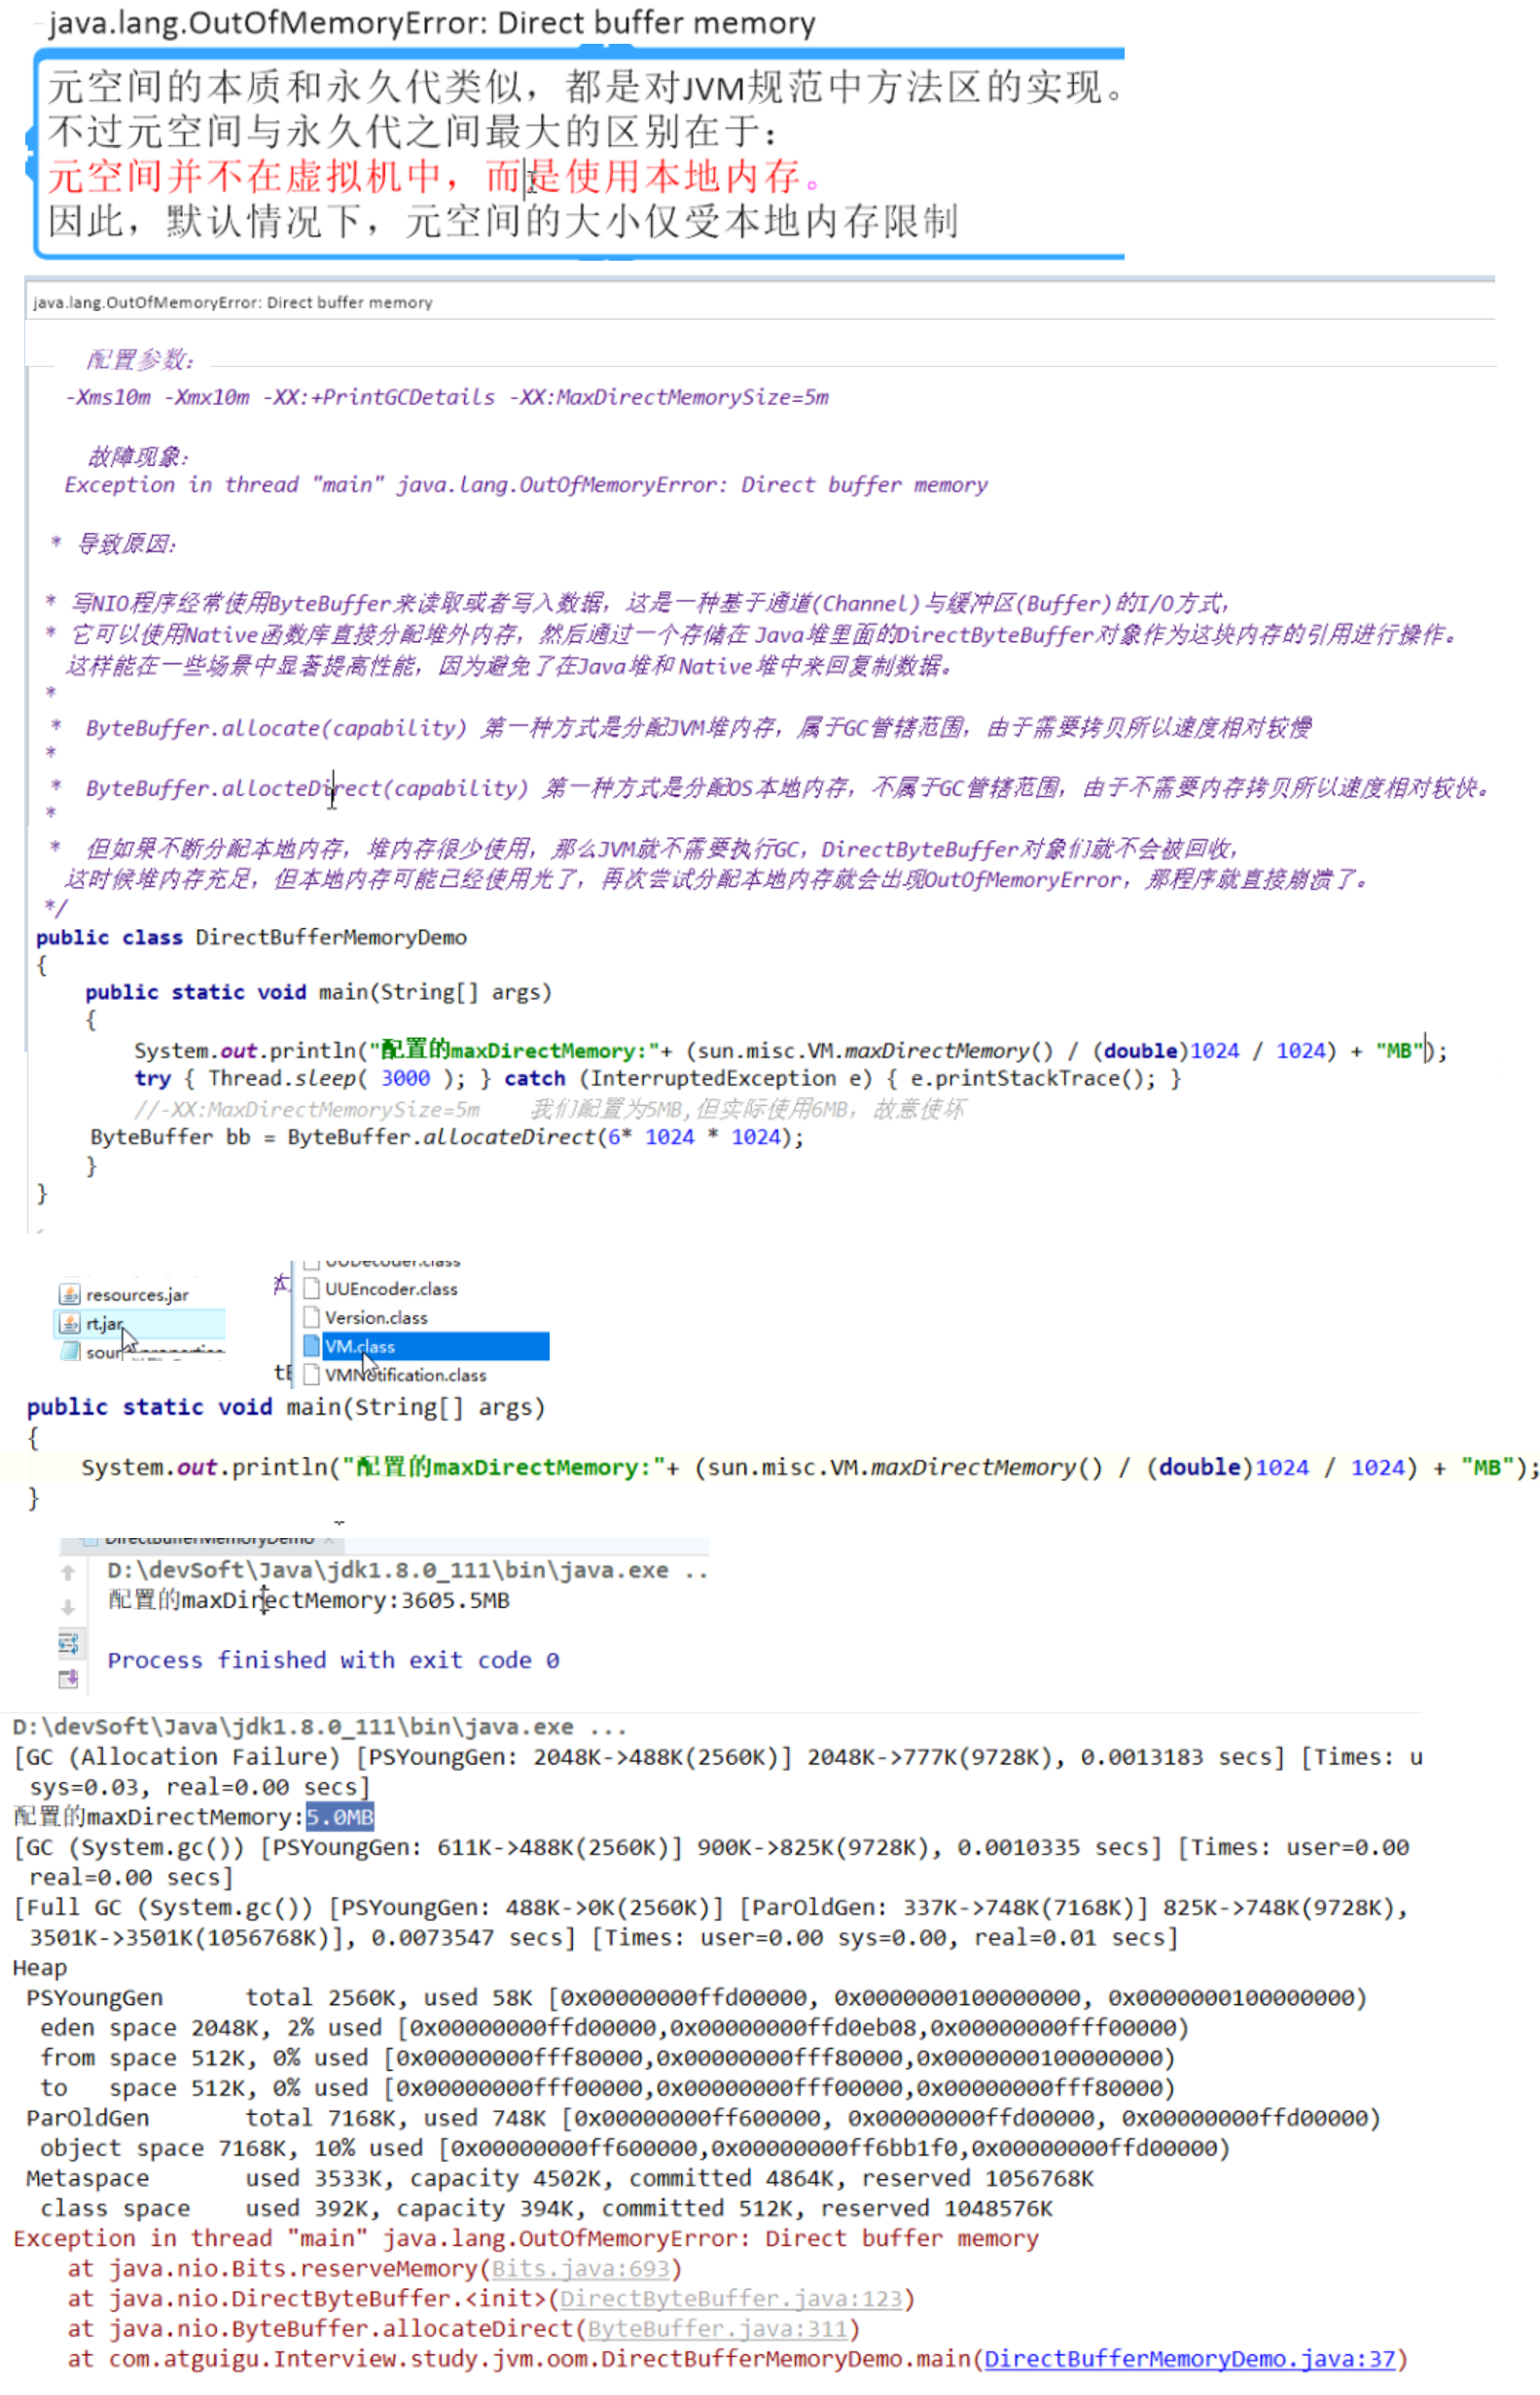 java.lang.OutOfMemoryError: Direct buffer memory
元空间的本质和永久代类似，都是对JVM规范中方法区的实现。
不过元空间与永久代之间最大的区别在于：
元空间并不在虚拟机中，而是使用本地内存。
因此，默认情况下，元空间的大小仅受本地内存限制
java.lang.OutOfMemoryError: Direct buffer memory
配置参数：
-Xms10m -Xmx10m -XX:+PrintGCDetails -XX:MaxDirectMemorySize=5m
故障现象：
Exception in thread "main" java.lang.OutOfMemoryError: Direct buffer memory
* 导致原因：
* 写NIO程序经常使用ByteBuffer来读取或者写入数据，这是一种基于通道(Channel)与缓冲区(Buffer)的I/O方式，
* 它可以使用Native函数库直接分配堆外内存，然后通过一个存储在Java堆里面的DirectByteBuffer对象作为这块内存的引用进行操作。
这样能在一些场景中显著提高性能，因为避免了在Java堆和Native堆中来回复制数据。
*
* ByteBuffer.allocate(capability) 第一种方式是分配JVM堆内存，属于GC管辖范围，由于需要拷贝所以速度相对较慢
*
* ByteBuffer.allocteDirect(capability) 第一种方式是分配OS本地内存，不属于GC管辖范围，由于不需要内存拷贝所以速度相对较快。
*
* 但如果不断分配本地内存，堆内存很少使用，那么JVM就不需要执行GC，DirectByteBuffer对象们就不会被回收，
这时候堆内存充足，但本地内存可能已经使用光了，再次尝试分配本地内存就会出现OutOfMemoryError，那程序就直接崩溃了。
*/
public class DirectBufferMemoryDemo
{
public static void main(String[] args)
{
System.out.println("配置的maxDirectMemory:"+ (sun.misc.VM.maxDirectMemory() / (double)1024 / 1024) + "MB");
try { Thread.sleep( 3000 ); } catch (InterruptedException e) { e.printStackTrace(); }
//-XX:MaxDirectMemorySize=5m 我们配置为5MB,但实际使用6MB，故意使坏
ByteBuffer bb = ByteBuffer.allocateDirect(6* 1024 * 1024);
}
}
resources.jar
rt.jar
UUDecoder.class
UUEncoder.class
Version.class
VM.class
VMNotification.class
public static void main(String[] args)
{
System.out.println("配置的maxDirectMemory:"+ (sun.misc.VM.maxDirectMemory() / (double)1024 / 1024) + "MB");
}
DirectBufferMemoryDemo
D:\devSoft\Java\jdk1.8.0_111\bin\java.exe ..
配置的maxDirectMemory:3605.5MB
Process finished with exit code 0
D:\devSoft\Java\jdk1.8.0_111\bin\java.exe ...
[GC (Allocation Failure) [PSYoungGen: 2048K->488K(2560K)] 2048K->777K(9728K), 0.0013183 secs] [Times: u
sys=0.03, real=0.00 secs]
配置的maxDirectMemory:5.0MB
[GC (System.gc()) [PSYoungGen: 611K->488K(2560K)] 900K->825K(9728K), 0.0010335 secs] [Times: user=0.00
real=0.00 secs]
[Full GC (System.gc()) [PSYoungGen: 488K->0K(2560K)] [ParOldGen: 337K->748K(7168K)] 825K->748K(9728K),
3501K->3501K(1056768K)], 0.0073547 secs] [Times: user=0.00 sys=0.00, real=0.01 secs]
Heap
PSYoungGen total 2560K, used 58K [0x00000000ffd00000, 0x0000000100000000, 0x0000000100000000)
eden space 2048K, 2% used [0x00000000ffd00000,0x00000000ffd0eb08,0x00000000fff00000)
from space 512K, 0% used [0x00000000fff80000,0x00000000fff80000,0x0000000100000000)
to space 512K, 0% used [0x00000000fff00000,0x00000000fff00000,0x00000000fff80000)
ParOldGen total 7168K, used 748K [0x00000000ff600000, 0x00000000ffd00000, 0x00000000ffd00000)
object space 7168K, 10% used [0x00000000ff600000,0x00000000ff6bb1f0,0x00000000ffd00000)
Metaspace used 3533K, capacity 4502K, committed 4864K, reserved 1056768K
class space used 392K, capacity 394K, committed 512K, reserved 1048576K
Exception in thread "main" java.lang.OutOfMemoryError: Direct buffer memory
at java.nio.Bits.reserveMemory(Bits.java:693)
at java.nio.DirectByteBuffer.<init>(DirectByteBuffer.java:123)
at java.nio.ByteBuffer.allocateDirect(ByteBuffer.java:311)
at com.atguigu.Interview.study.jvm.oom.DirectBufferMemoryDemo.main(DirectBufferMemoryDemo.java:37)